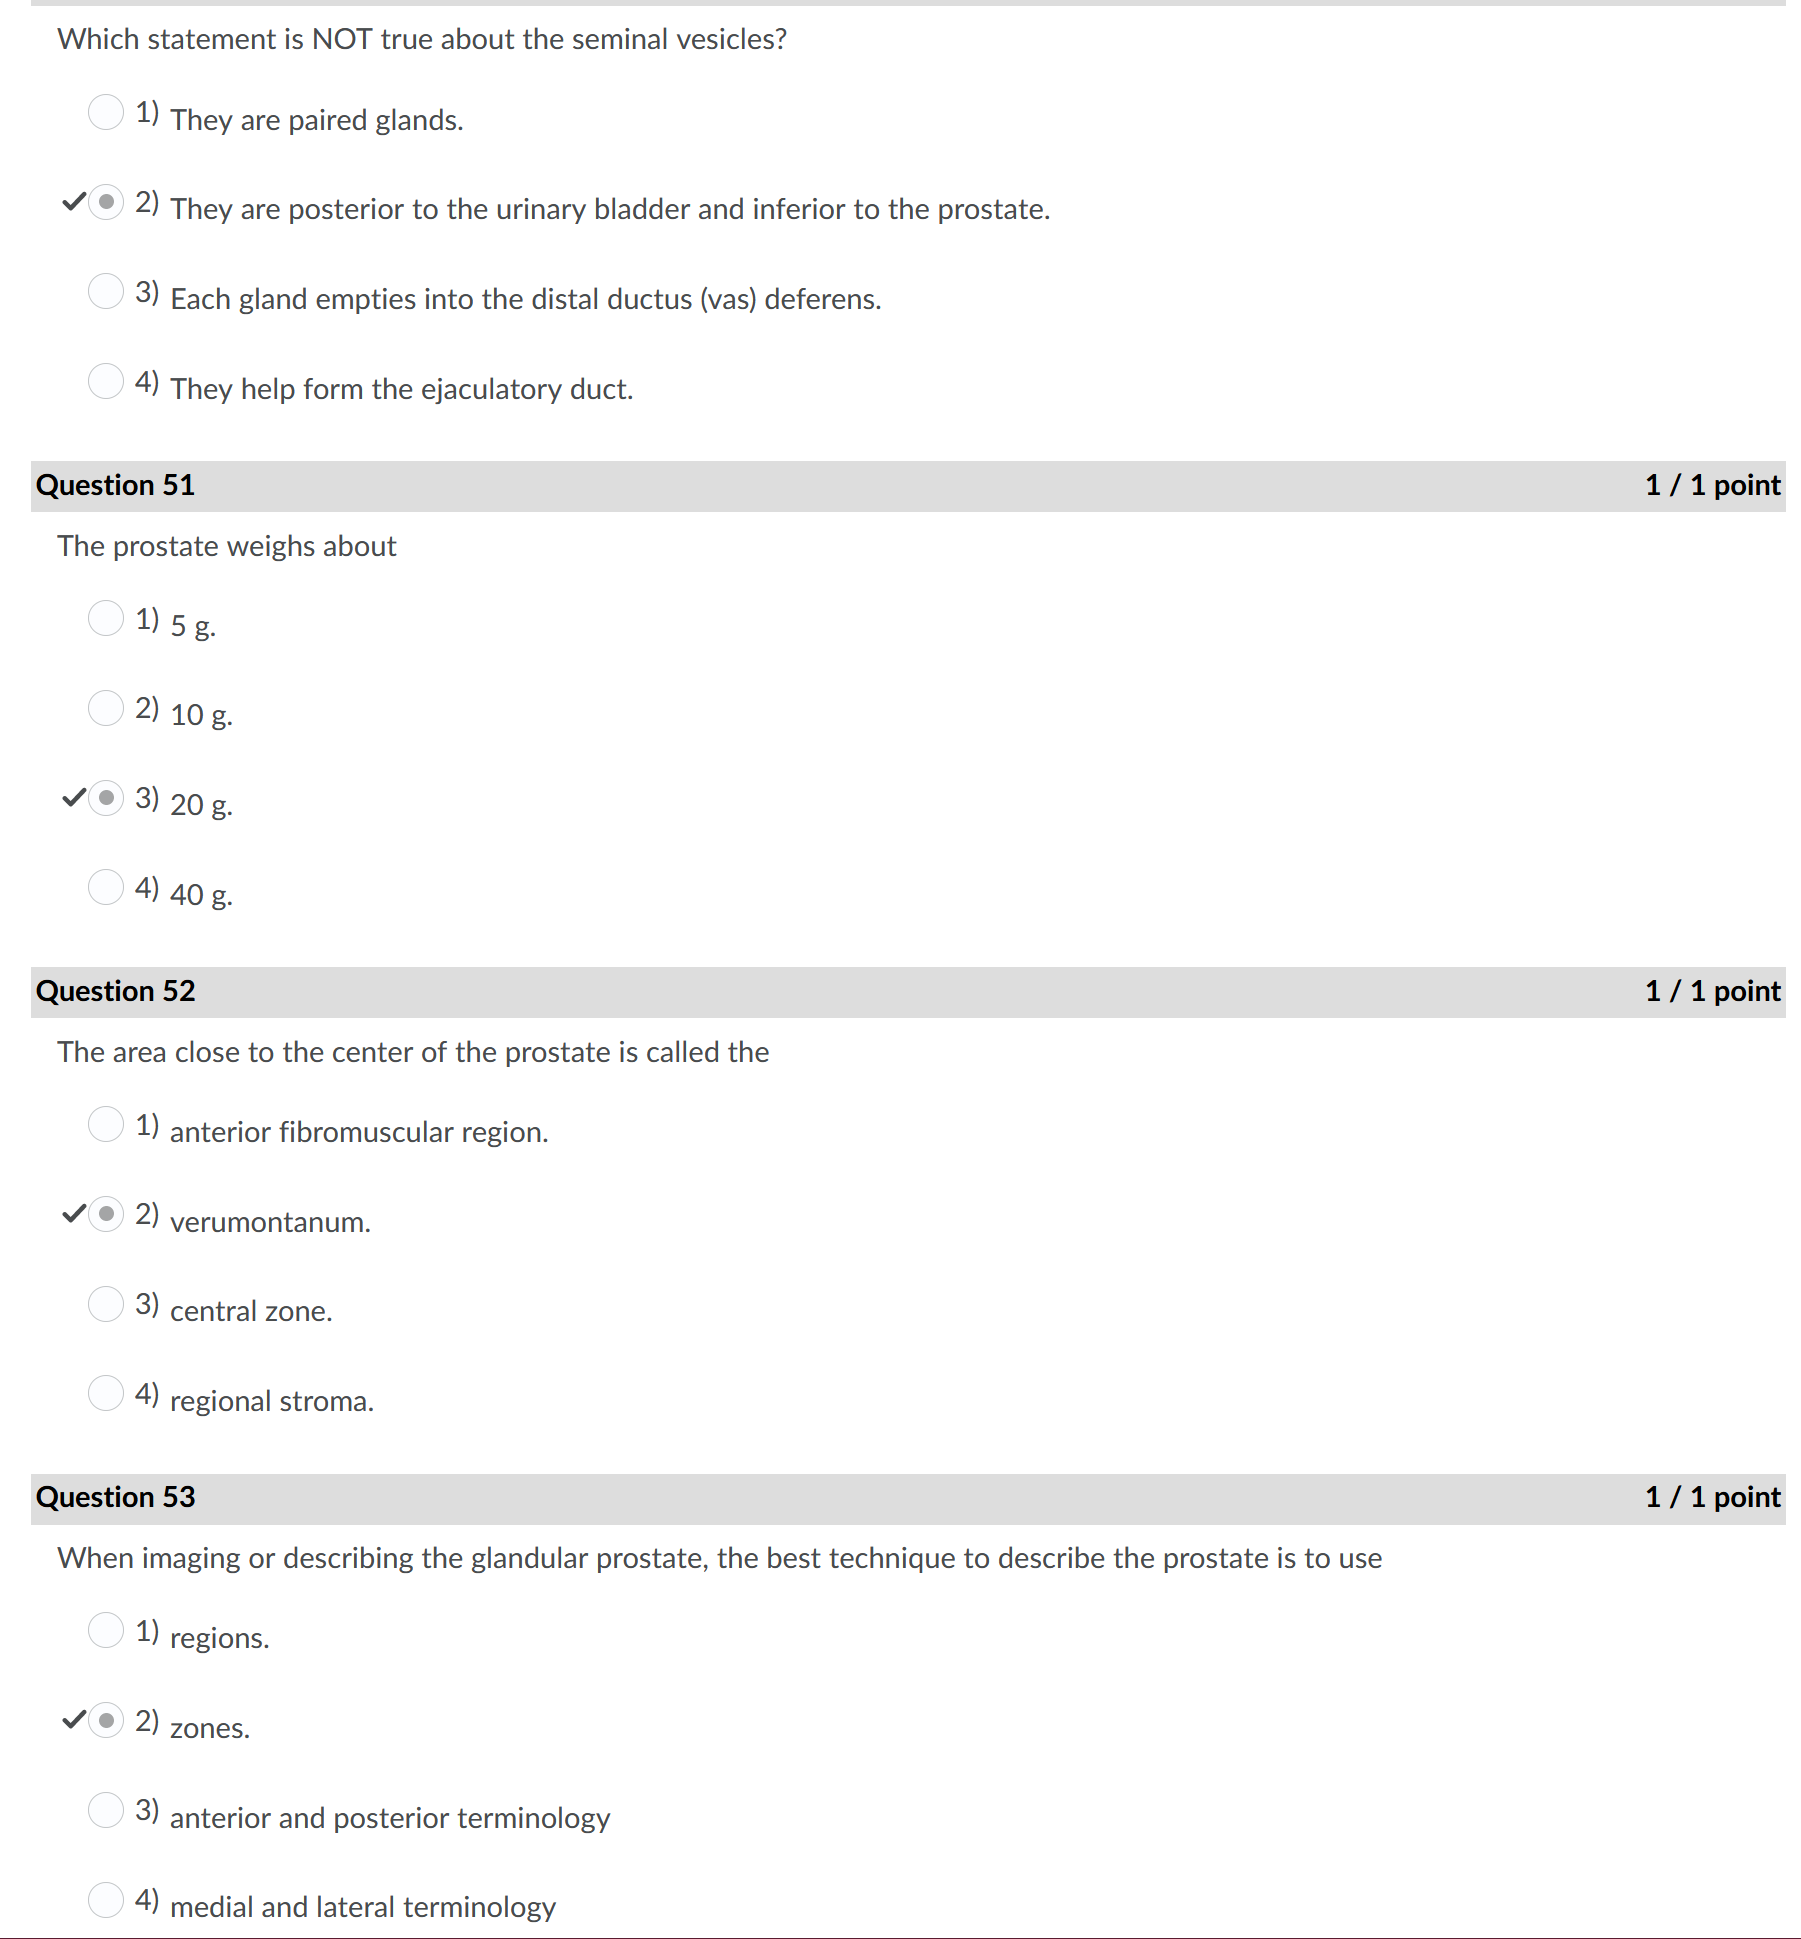 Which statement is NOT true about the seminal vesicles?
1) They are paired glands.
2) They are posterior to the urinary bladder and inferior to the prostate.
3) Each gland empties into the distal ductus (vas) deferens.
4) They help form the ejaculatory duct.
Question 51 1 / 1 point
The prostate weighs about
1) 5 g.
2) 10 g.
3) 20 g.
4) 40 g.
Question 52 1 / 1 point
The area close to the center of the prostate is called the
1) anterior fibromuscular region.
2) verumontanum.
3) central zone.
4) regional stroma.
Question 53 1 / 1 point
When imaging or describing the glandular prostate, the best technique to describe the prostate is to use
1) regions.
2) zones.
3) anterior and posterior terminology
4) medial and lateral terminology